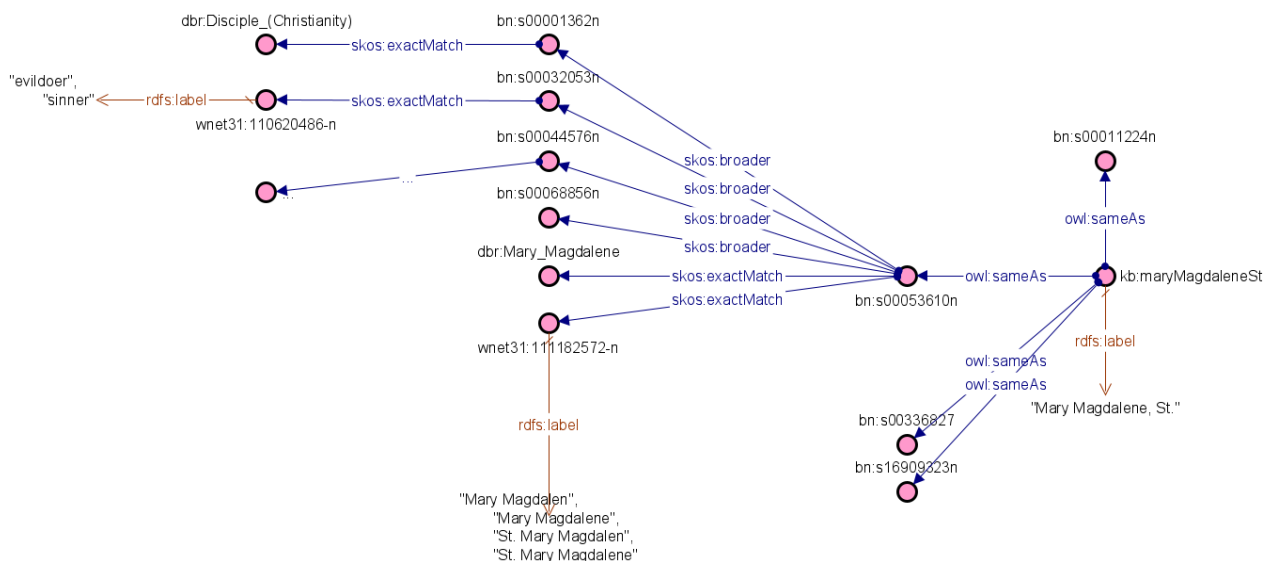 dbr:Disciple_(Christianity)
bn:s00001362n
skos:exactMatch
"evildoer",
"sinner"
rdfs:label
bn:s00032053n
skos:exactMatch
wnet31:110620486-n
bn:s00044576n
bn:s00011224n
skos:broader
...
...
skos:broader
bn:s00068856n
skos:broader
owl:sameAs
skos:broader
dbr:Mary_Magdalene
skos:exactMatch
owl:sameAs
kb:maryMagdaleneSt
skos:exactMatch
bn:s00053610n
wnet31:111182572-n
rdfs:label
owl:sameAs
owl:sameAs
"Mary Magdalene, St."
rdfs:label
bn:s00336827
bn:s16909323n
"Mary Magdalen",
"Mary Magdalene",
"St. Mary Magdalen",
"St. Mary Magdalene"